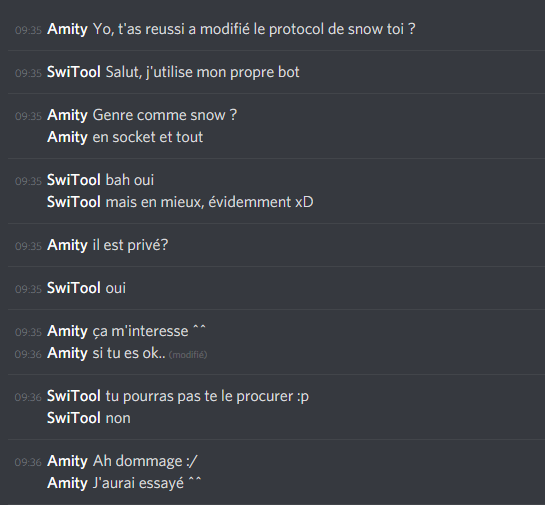 09:35 Amity Yo, t'as reussi a modifié le protocol de snow toi ?
09:35 SwiTool Salut, j'utilise mon propre bot
09:35 Amity Genre comme snow ?
Amity en socket et tout
09:35 SwiTool bah oui
SwiTool mais en mieux, évidemment xD
09:35 Amity il est privé?
09:35 SwiTool oui
09:35 Amity ça m'interesse ^^
09:36 Amity si tu es ok.. (modifié)
09:36 SwiTool tu pourras pas te le procurer :p
SwiTool non
09:36 Amity Ah dommage :/
Amity J'aurai essayé ^^